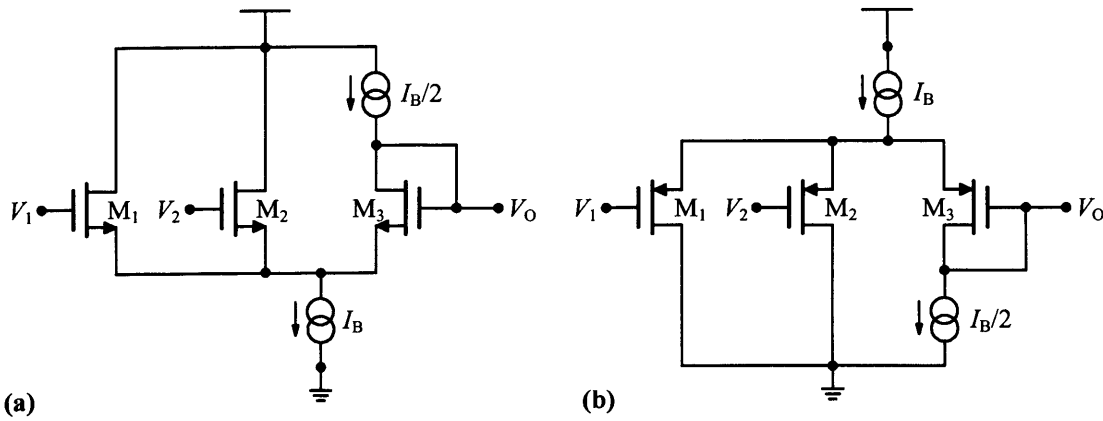 I_B/2
V_1
M_1
V_2
M_2
M_3
V_O
I_B
(a)
I_B
V_1
M_1
V_2
M_2
M_3
V_O
I_B/2
(b)